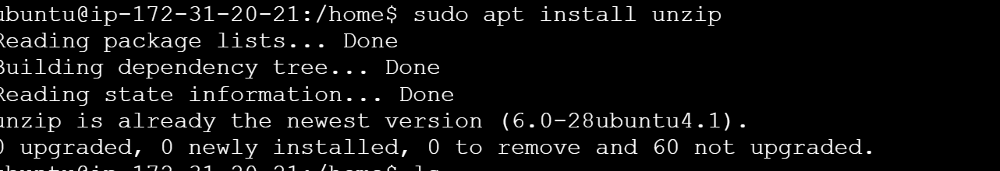 ubuntu@ip-172-31-20-21:/home$ sudo apt install unzip
Reading package lists... Done
Building dependency tree... Done
Reading state information... Done
unzip is already the newest version (6.0-28ubuntu4.1).
0 upgraded, 0 newly installed, 0 to remove and 60 not upgraded.
ubuntu@ip-172-31-20-21:/home$ ls